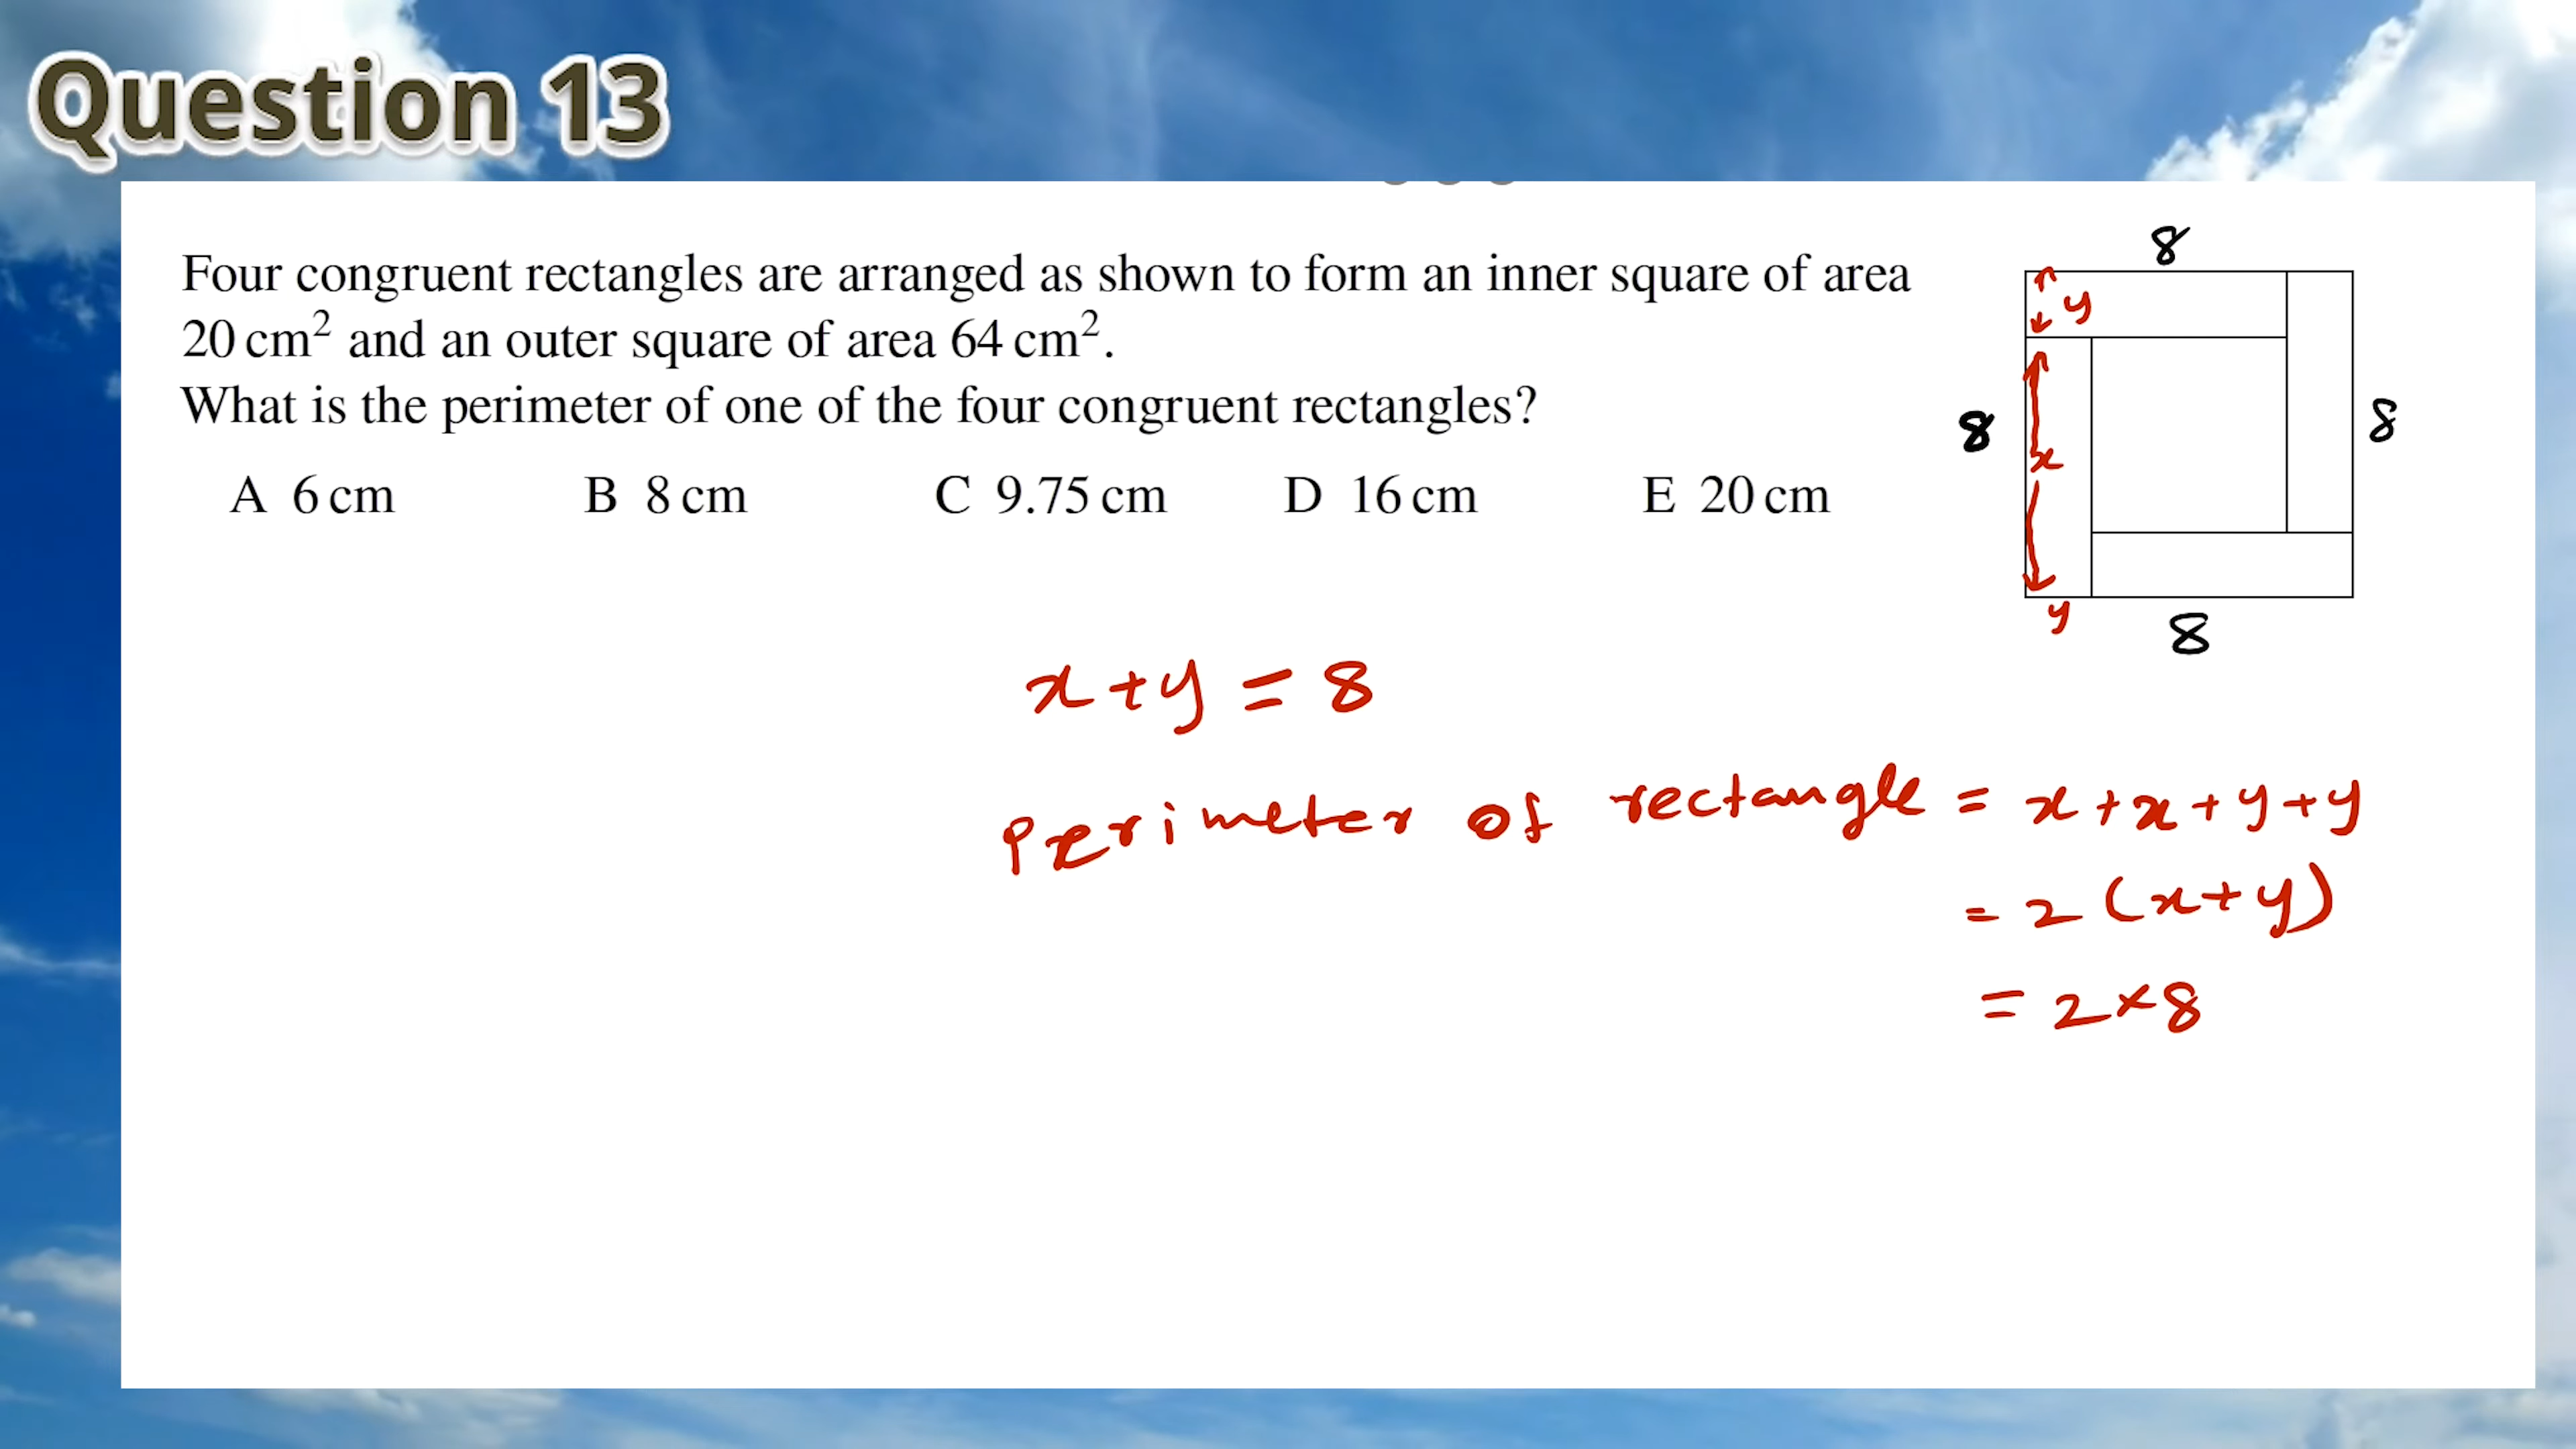 Question 13
Four congruent rectangles are arranged as shown to form an inner square of area
20 cm² and an outer square of area 64 cm².
What is the perimeter of one of the four congruent rectangles?
A 6 cm B 8 cm C 9.75 cm D 16 cm E 20 cm
8
y
8
x
8
y
8
x + y = 8
perimeter of rectangle = x + x + y + y
= 2 (x + y)
= 2 × 8